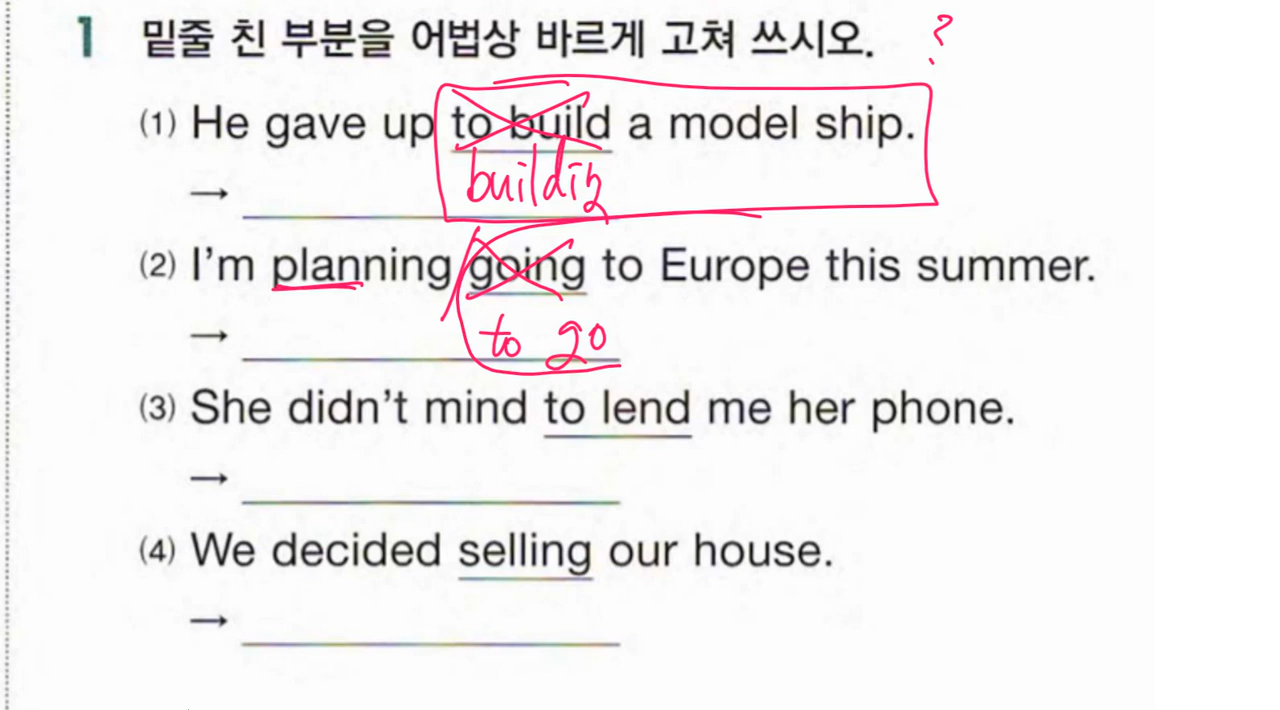 1 밑줄 친 부분을 어법상 바르게 고쳐 쓰시오. ?
(1) He gave up to build a model ship.
→ building
(2) I'm planning going to Europe this summer.
→ to go
(3) She didn't mind to lend me her phone.
→
(4) We decided selling our house.
→